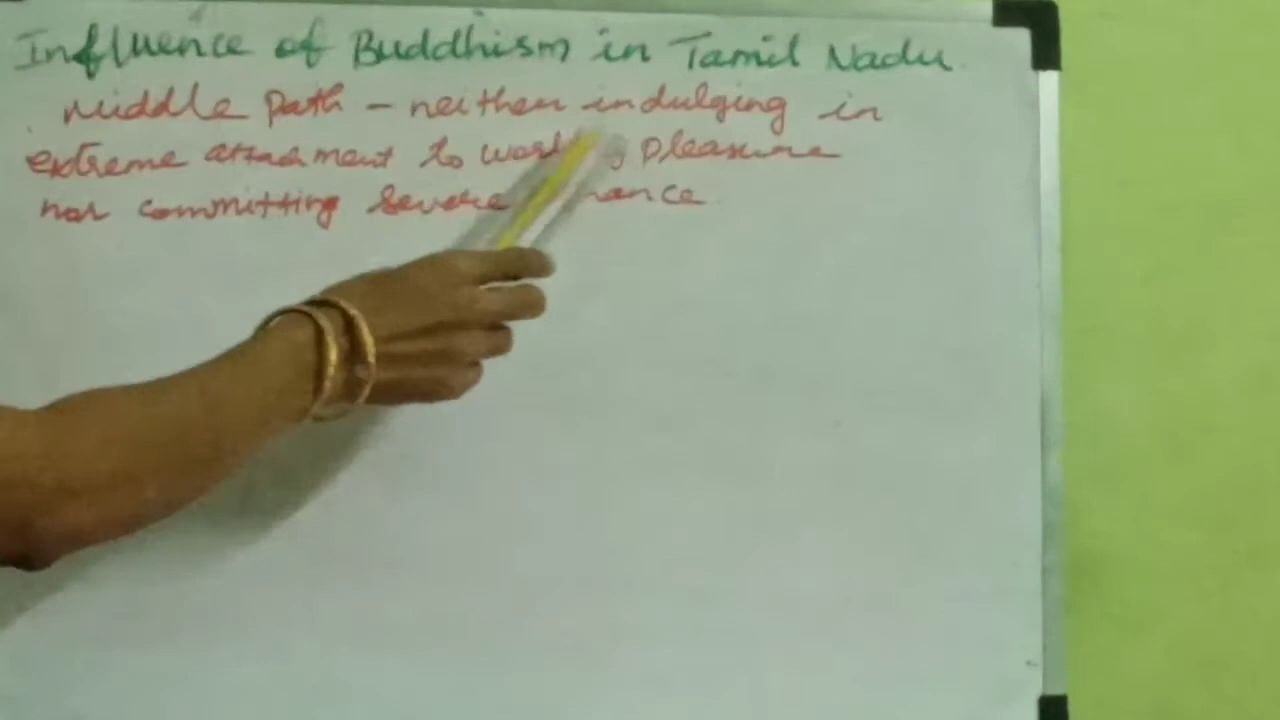 Influence of Buddhism in Tamil Nadu
Middle Path - neither indulging in
extreme attachment to pleasure
nor committing severe